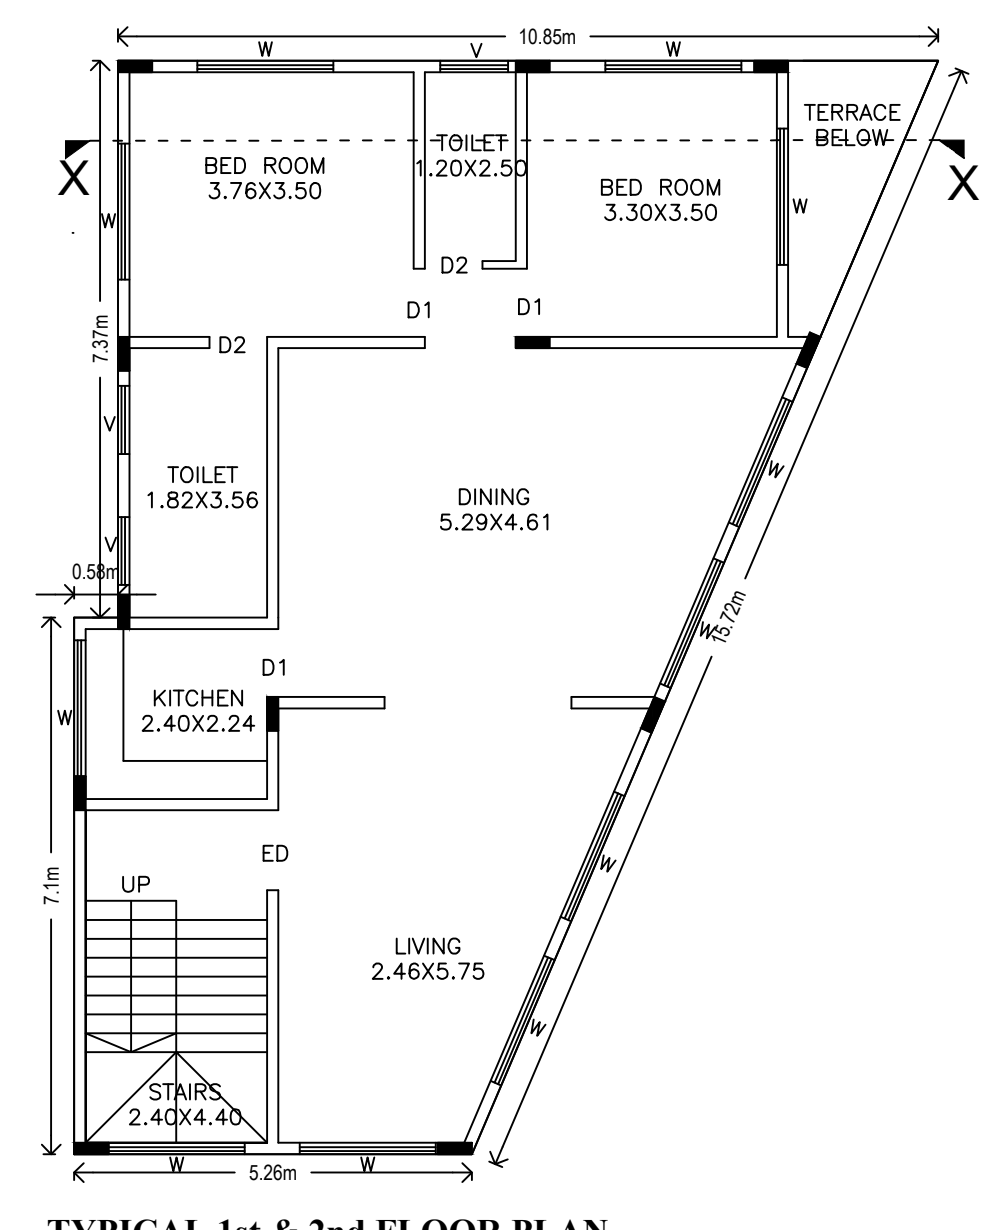 10.85m
W
V
W
TERRACE
BELOW
TOILET
1.20X2.50
BED ROOM
3.76X3.50
X
X
BED ROOM
3.30X3.50
W
W
D2
D1
D1
7.37m
D2
V
W
TOILET
1.82X3.56
DINING
5.29X4.61
V
0.58m
15.72m
W
D1
KITCHEN
2.40X2.24
W
ED
W
7.1m
UP
LIVING
2.46X5.75
W
STAIRS
2.40X4.40
W
W
5.26m
TYPICAL 1st & 2nd FLOOR PLAN